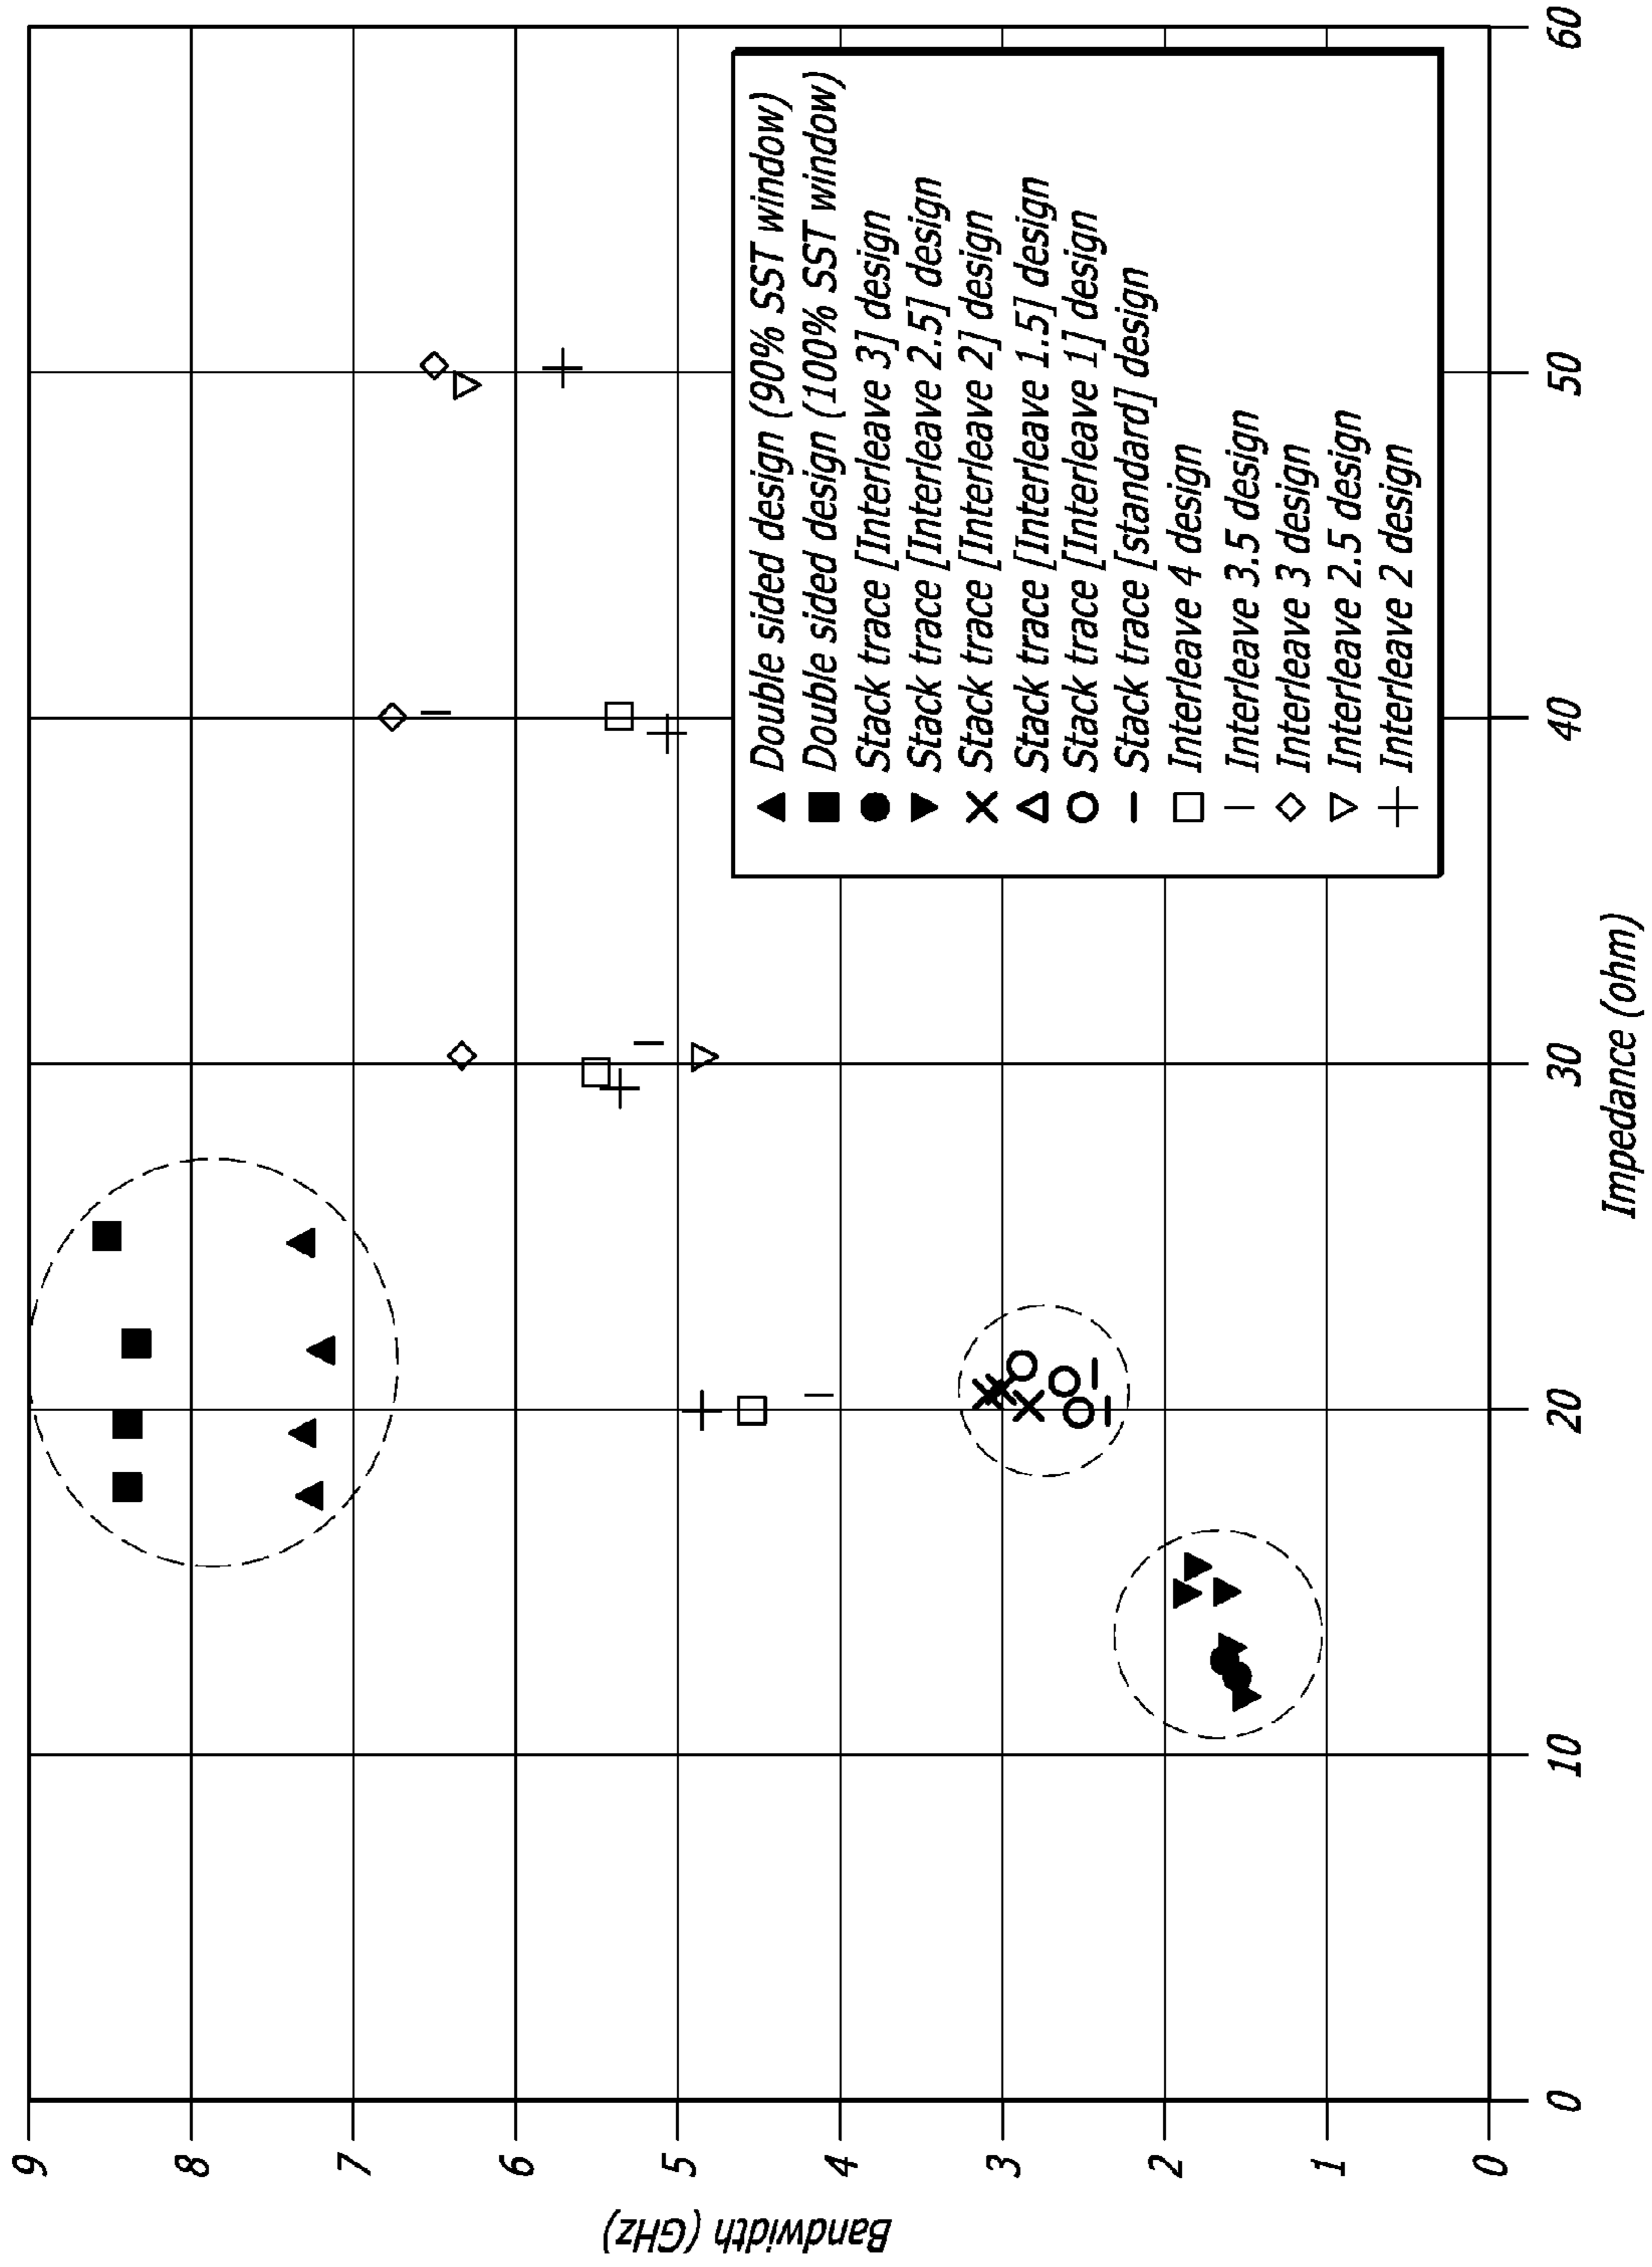 9
8
7
6
5
4
3
2
1
0
Bandwidth (GHz)
0
10
20
30
40
50
60
Impedance (ohm)
Double sided design (90% SST window)
Double sided design (100% SST window)
Stack trace [Interleave 3] design
Stack trace [Interleave 2.5] design
Stack trace [Interleave 2] design
Stack trace [Interleave 1.5] design
Stack trace [Interleave 1] design
Stack trace [standard] design
Interleave 4 design
Interleave 3.5 design
Interleave 3 design
Interleave 2.5 design
Interleave 2 design